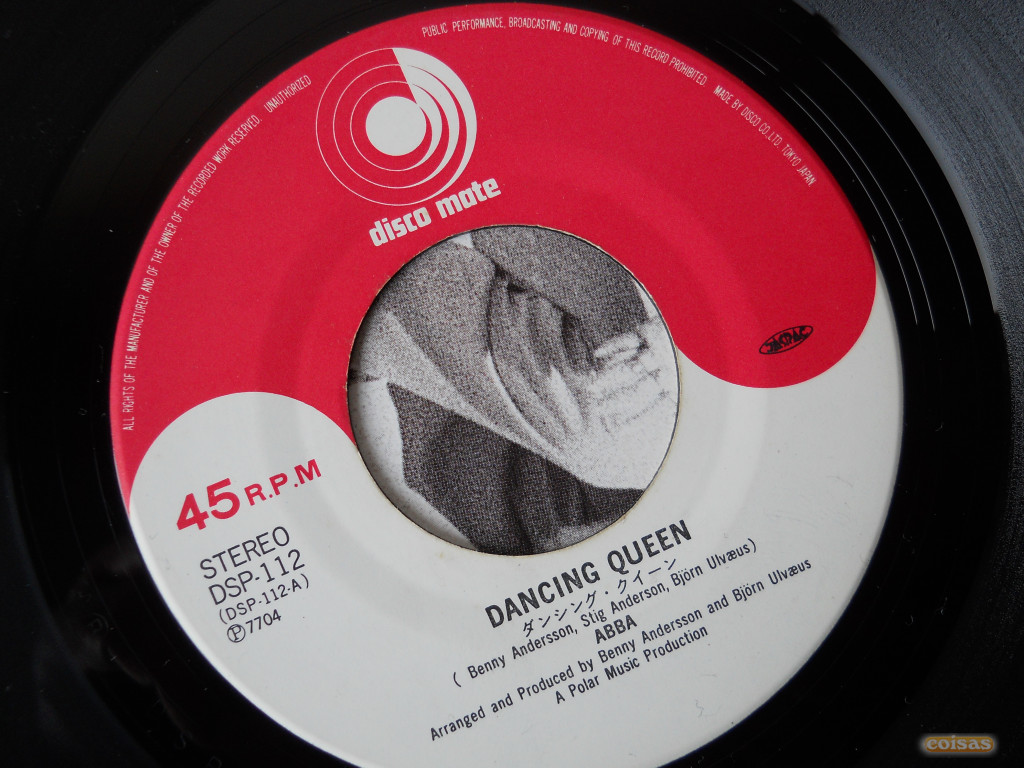 ALL RIGHTS OF THE MANUFACTURER AND OF THE OWNER OF THE RECORDED WORK RESERVED. UNAUTHORIZED PUBLIC PERFORMANCE, BROADCASTING AND COPYING OF THIS RECORD PROHIBITED MADE BY DISCO CO., LTD. TOKYO JAPAN
disco mate
JASRAC
45 R.P.M
STEREO
DSP-112
(DSP-112-A)
Ⓟ7704
DANCING QUEEN
ダンシング・クイーン
( Benny Andersson, Stig Anderson, Björn Ulvæus)
ABBA
Arranged and Produced by Benny Andersson and Björn Ulvæus
A Polar Music Production
coisas